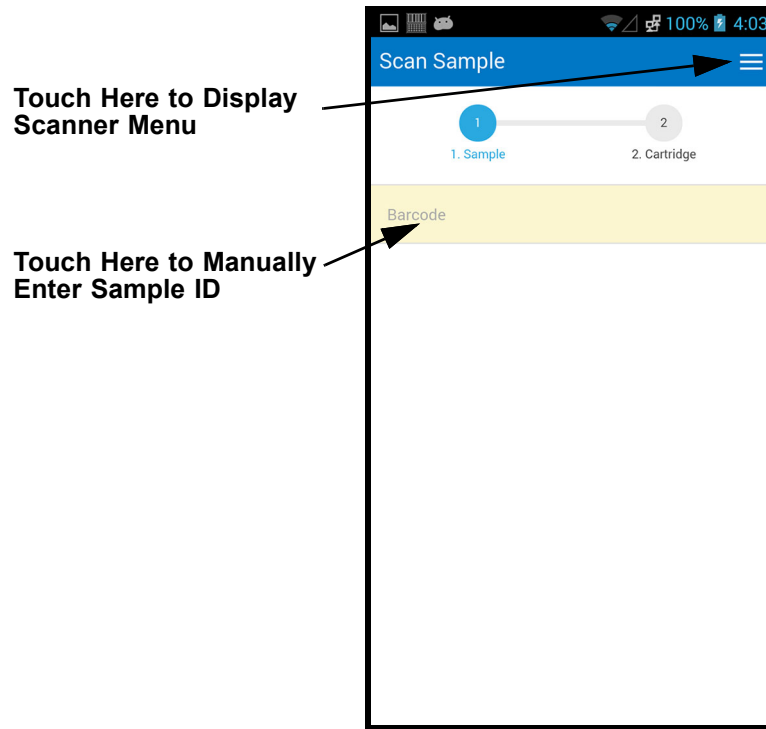 100% 4:03
Scan Sample
Touch Here to Display
Scanner Menu
1
2
1. Sample
2. Cartridge
Barcode
Touch Here to Manually
Enter Sample ID